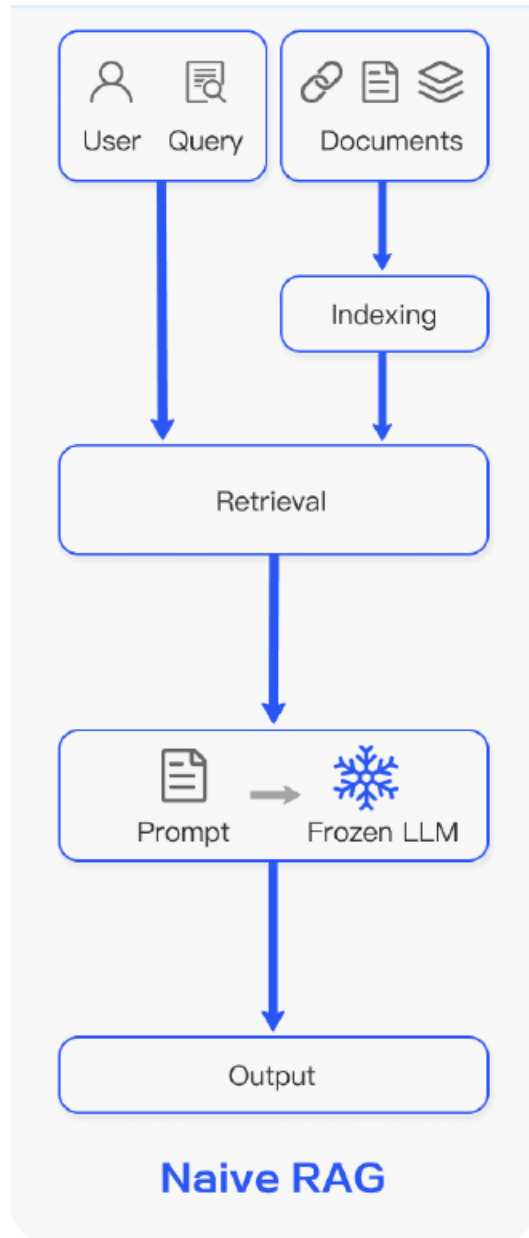 User Query
Documents
Indexing
Retrieval
Prompt
Frozen LLM
Output
Naive RAG